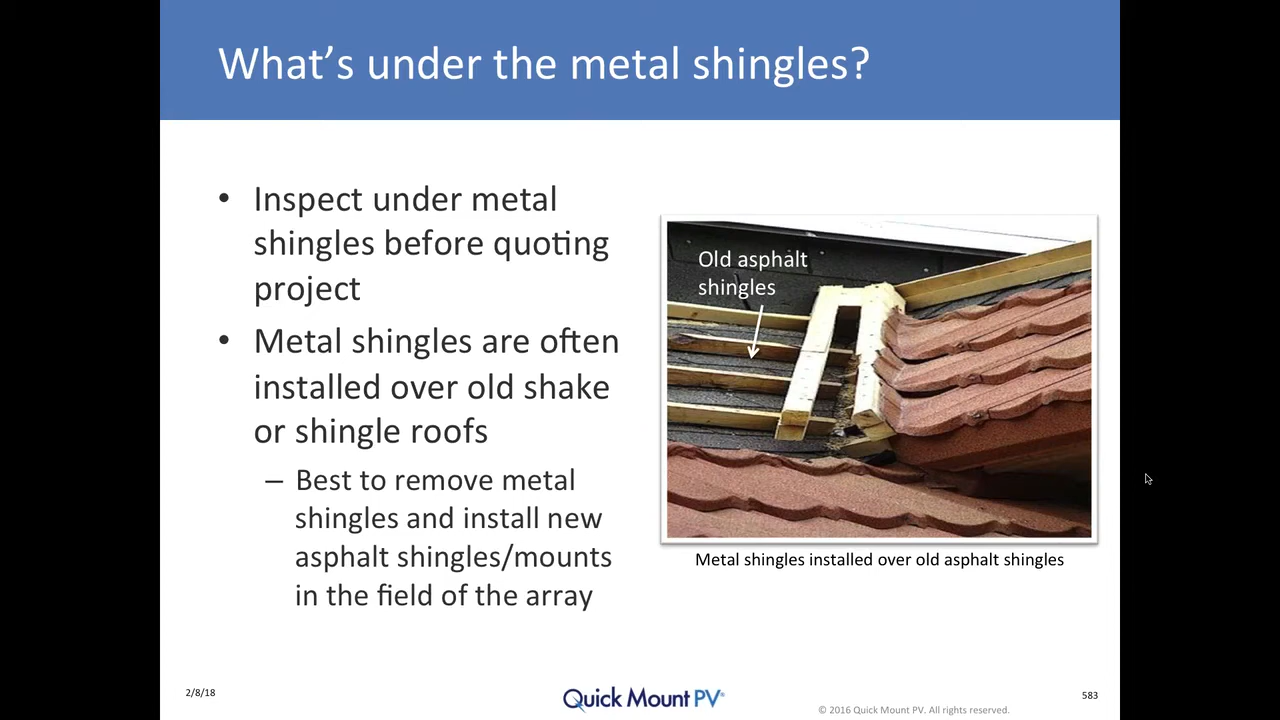 What’s under the metal shingles?
• Inspect under metal
shingles before quoting
project
• Metal shingles are often
installed over old shake
or shingle roofs
– Best to remove metal
shingles and install new
asphalt shingles/mounts
in the field of the array
Old asphalt
shingles
Metal shingles installed over old asphalt shingles
2/8/18
Quick Mount PV®
583
© 2016 Quick Mount PV. All rights reserved.